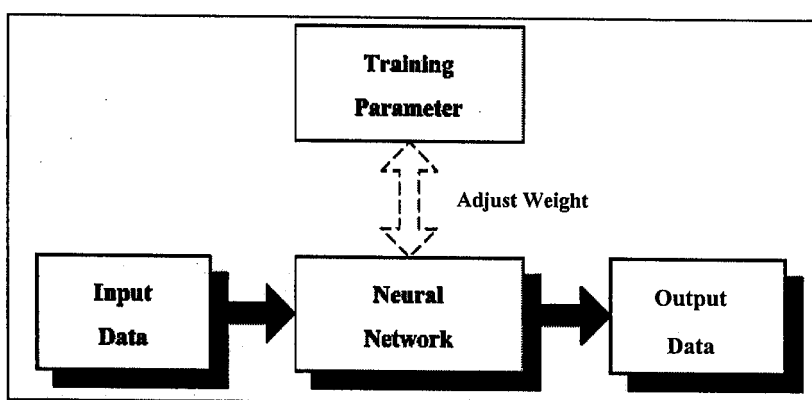 Training
Parameter
Adjust Weight
Input
Data
Neural
Network
Output
Data